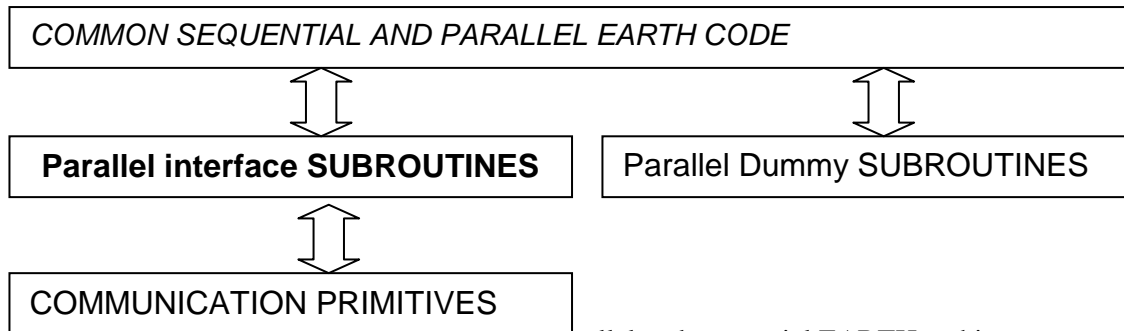 COMMON SEQUENTIAL AND PARALLEL EARTH CODE
Parallel interface SUBROUTINES
Parallel Dummy SUBROUTINES
COMMUNICATION PRIMITIVES